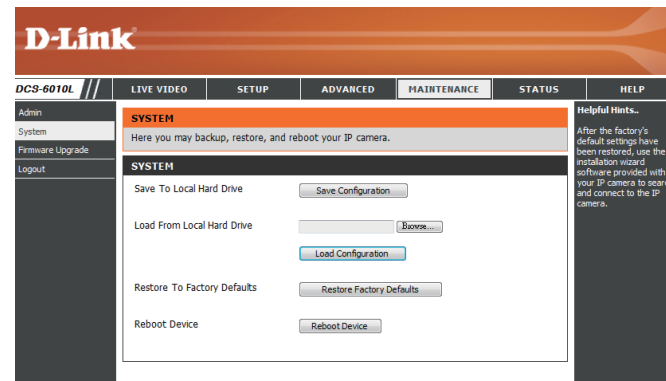 D-Link
DCS-6010L // LIVE VIDEO SETUP ADVANCED MAINTENANCE STATUS HELP
Admin
System
Firmware Upgrade
Logout
SYSTEM
Here you may backup, restore, and reboot your IP camera.
SYSTEM
Save To Local Hard Drive Save Configuration
Load From Local Hard Drive Browse...
Load Configuration
Restore To Factory Defaults Restore Factory Defaults
Reboot Device Reboot Device
Helpful Hints..
After the factory's
default settings have
been restored, use the
installation wizard
software provided with
your IP camera to sear
and connect to the IP
camera.